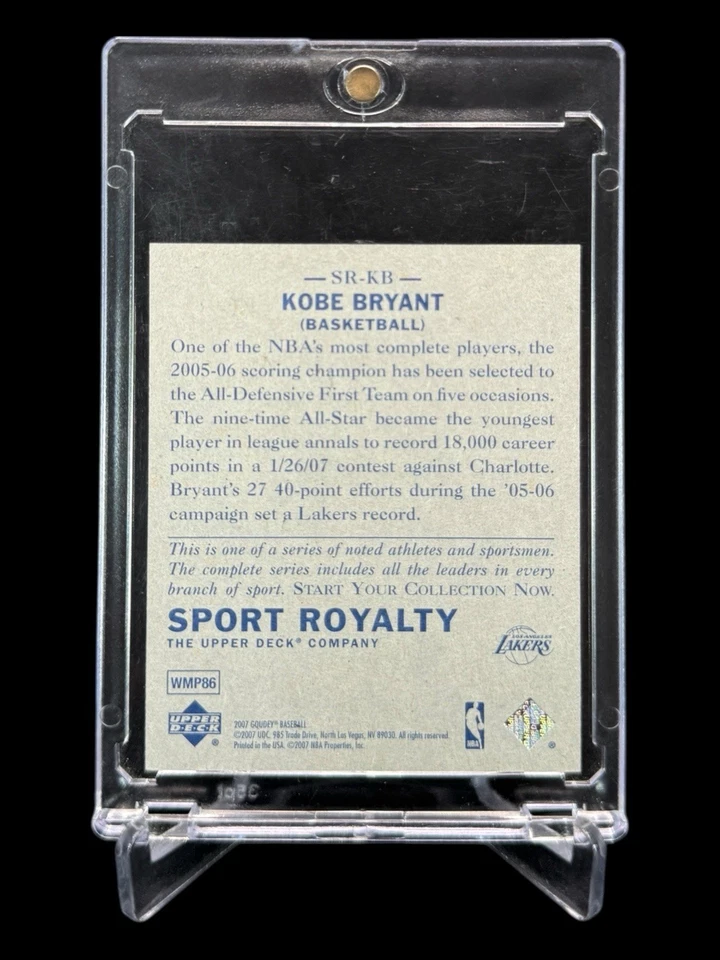 — SR-KB —
KOBE BRYANT
(BASKETBALL)
One of the NBA's most complete players, the
2005-06 scoring champion has been selected to
the All-Defensive First Team on five occasions.
The nine-time All-Star became the youngest
player in league annals to record 18,000 career
points in a 1/26/07 contest against Charlotte.
Bryant's 27 40-point efforts during the '05-06
campaign set a Lakers record.
This is one of a series of noted athletes and sportsmen.
The complete series includes all the leaders in every
branch of sport. START YOUR COLLECTION NOW.
SPORT ROYALTY
THE UPPER DECK® COMPANY
LOS ANGELES
LAKERS
WMP86
UPPER
DECK
®
2007 GOUDEY® BASEBALL
©2007 UDC, 985 Trade Drive, North Las Vegas, NV 89030. All rights reserved.
Printed in the USA. ©2007 NBA Properties, Inc.
NBA
®
35pt